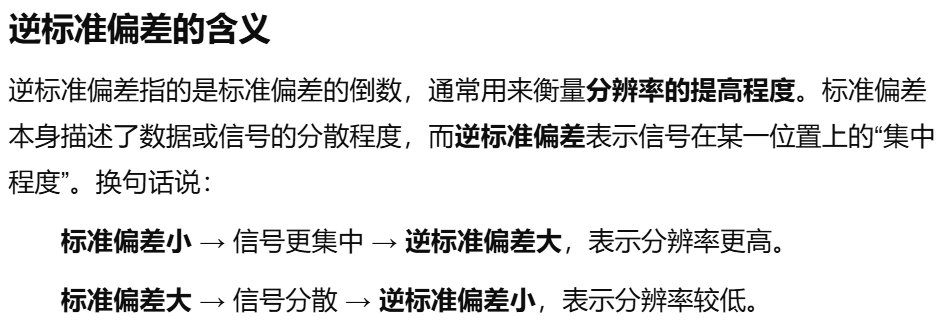 逆标准偏差的含义
逆标准偏差指的是标准偏差的倒数，通常用来衡量分辨率的提高程度。标准偏差
本身描述了数据或信号的分散程度，而逆标准偏差表示信号在某一位置上的“集中
程度”。换句话说：
标准偏差小 → 信号更集中 → 逆标准偏差大，表示分辨率更高。
标准偏差大 → 信号分散 → 逆标准偏差小，表示分辨率较低。